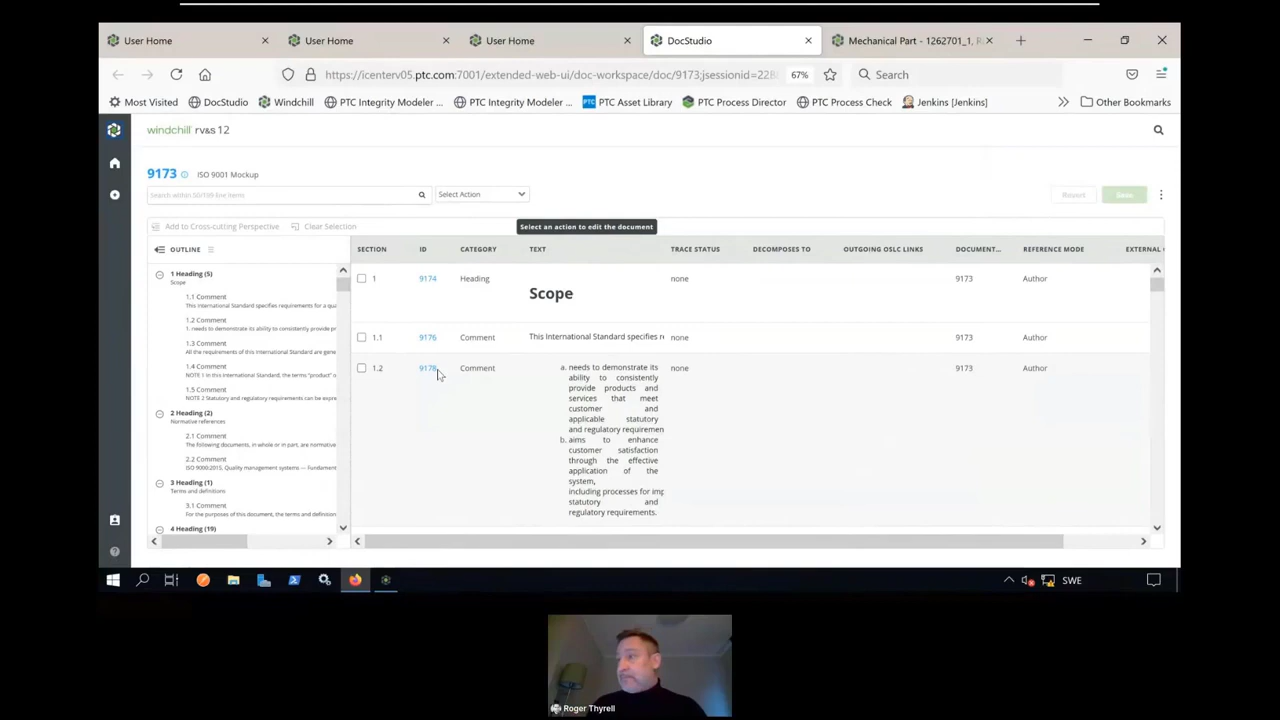 User Home
User Home
User Home
DocStudio
Mechanical Part - 1262701_1,
https://icenterv05.ptc.com:7001/extended-web-ui/doc-workspace/doc/9173;jsessionid=22B
67%
Search
Most Visited
DocStudio
Windchill
PTC Integrity Modeler ...
PTC Integrity Modeler ...
PTC Asset Library
PTC Process Director
PTC Process Check
Jenkins [Jenkins]
Other Bookmarks
windchill rv&s 12
9173
ISO 9001 Mockup
Search within 50/199 line items
Select Action
Revert
Save
Select an action to edit the document
Add to Cross-cutting Perspective
Clear Selection
OUTLINE
SECTION
ID
CATEGORY
TEXT
TRACE STATUS
DECOMPOSES TO
OUTGOING OSLC LINKS
DOCUMENT...
REFERENCE MODE
EXTERNAL
1 Heading (5)
Scope
1.1 Comment
This International Standard specifies requirements for a qua
1.2 Comment
1. needs to demonstrate its ability to consistently provide pr
1.3 Comment
All the requirements of this International Standard are gene
1.4 Comment
NOTE 1 In this International Standard, the terms "product" o
1.5 Comment
NOTE 2 Statutory and regulatory requirements can be expre
2 Heading (2)
Normative references
2.1 Comment
The following documents, in whole or in part, are normative
2.2 Comment
ISO 9000:2015, Quality management systems — Fundament
3 Heading (1)
Terms and definitions
3.1 Comment
For the purposes of this document, the terms and definition
4 Heading (19)
1
9174
Heading
Scope
none
9173
Author
1.1
9176
Comment
This International Standard specifies r
none
9173
Author
1.2
9178
Comment
a. needs to demonstrate its
ability to consistently
provide products and
services that meet
customer and
applicable statutory
and regulatory requiremen
b. aims to enhance
customer satisfaction
through the effective
application of the
system,
including processes for imp
statutory and
regulatory requirements.
none
9173
Author
SWE
Roger Thyrell